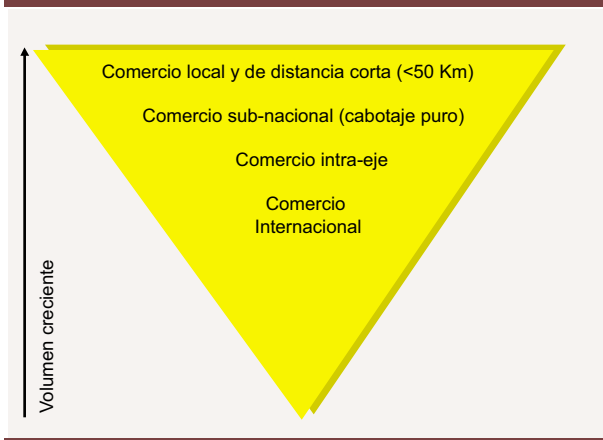 Comercio local y de distancia corta (<50 Km)
Comercio sub-nacional (cabotaje puro)
Comercio intra-eje
Comercio
Internacional
Volumen creciente